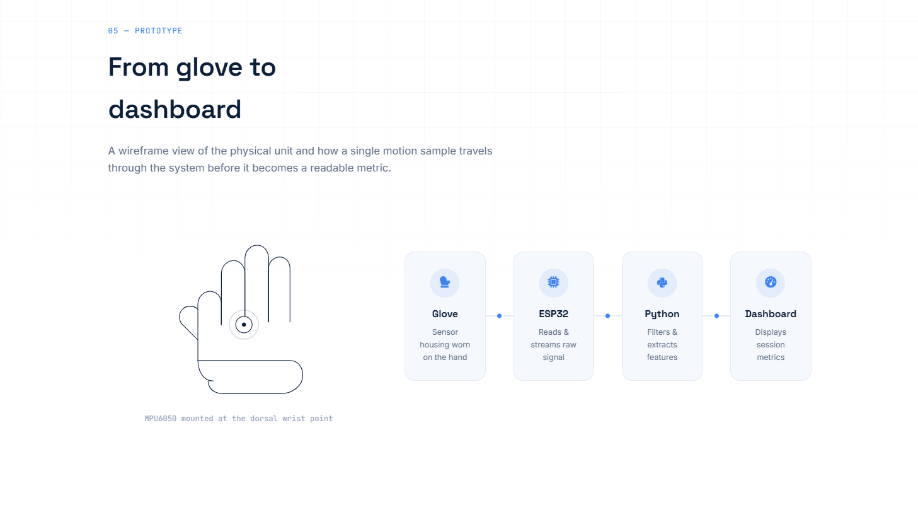 05 — PROTOTYPE
From glove to
dashboard
A wireframe view of the physical unit and how a single motion sample travels
through the system before it becomes a readable metric.
Glove
Sensor
housing worn
on the hand
ESP32
Reads &
streams raw
signal
Python
Filters &
extracts
features
Dashboard
Displays
session
metrics
MPU6050 mounted at the dorsal wrist point